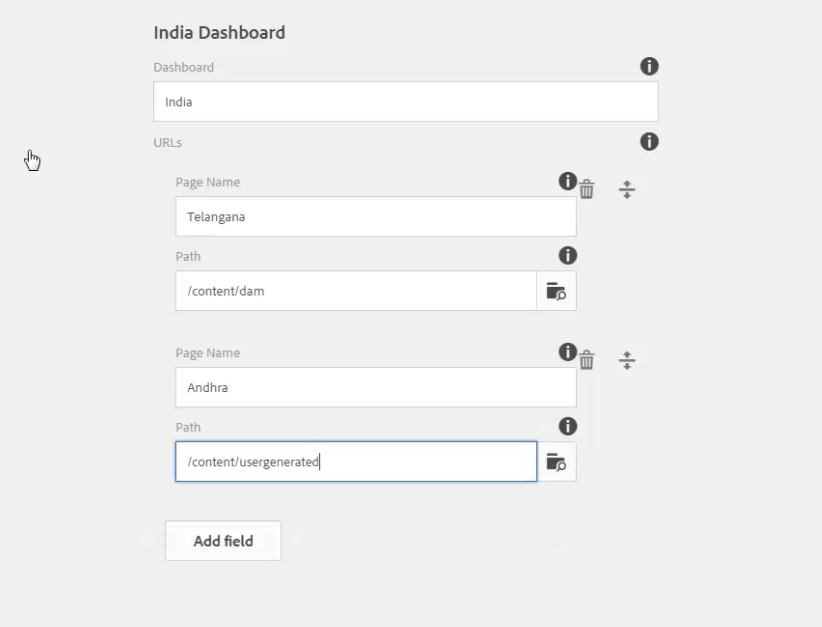 India Dashboard
Dashboard
India
URLs
Page Name
Telangana
Path
/content/dam
Page Name
Andhra
Path
/content/usergenerated
Add field